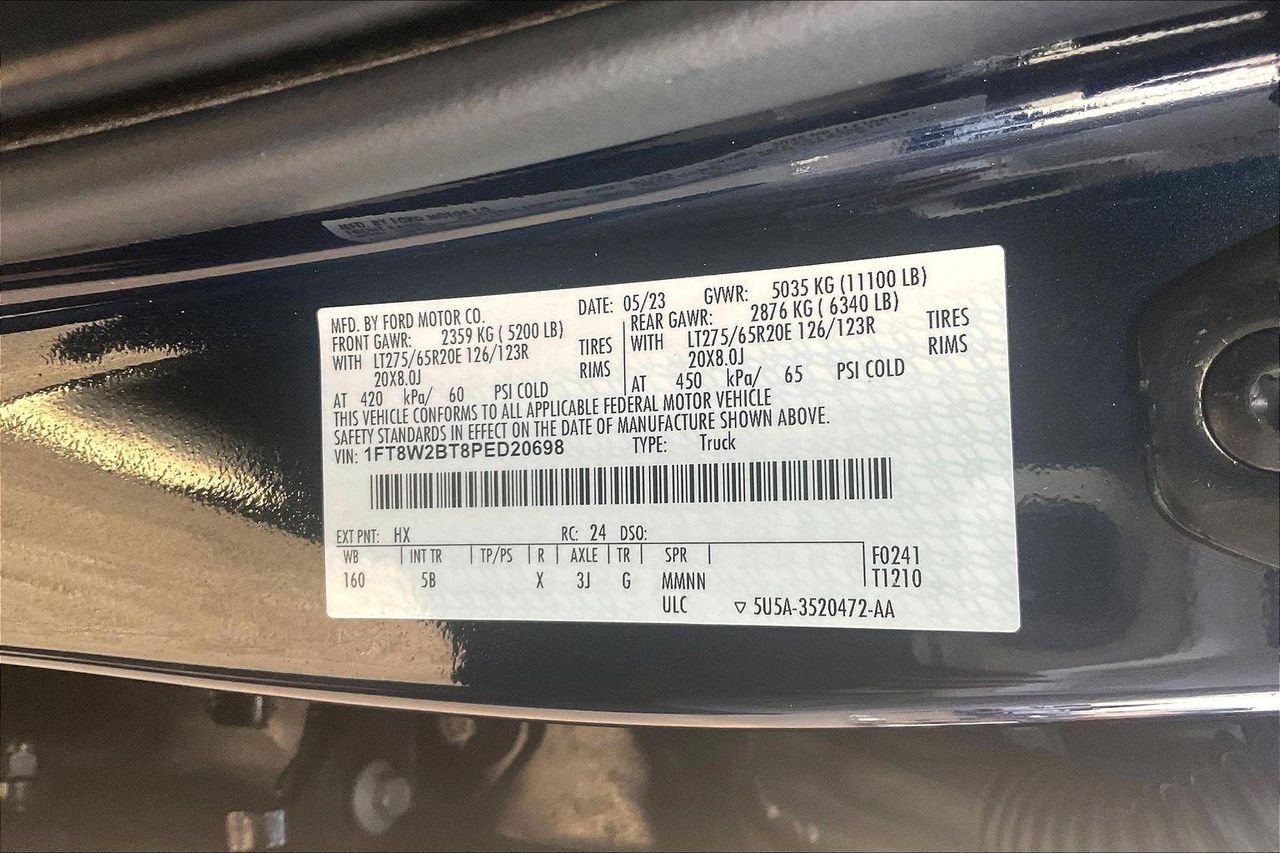 MFD. BY FORD MOTOR CO.
MFD. BY FORD MOTOR CO. DATE: 05/23 GVWR: 5035 KG (11100 LB)
FRONT GAWR: 2359 KG ( 5200 LB) REAR GAWR: 2876 KG ( 6340 LB)
WITH LT275/65R20E 126/123R TIRES WITH LT275/65R20E 126/123R TIRES
20X8.0J RIMS 20X8.0J RIMS
AT 420 kPa/ 60 PSI COLD AT 450 kPa/ 65 PSI COLD
THIS VEHICLE CONFORMS TO ALL APPLICABLE FEDERAL MOTOR VEHICLE
SAFETY STANDARDS IN EFFECT ON THE DATE OF MANUFACTURE SHOWN ABOVE.
VIN: 1FT8W2BT8PED20698 TYPE: Truck
EXT PNT: HX RC: 24 DSO:
WB INT TR TP/PS R AXLE TR SPR F0241
160 5B X 3J G MMNN T1210
ULC ▽ 5U5A-3520472-AA